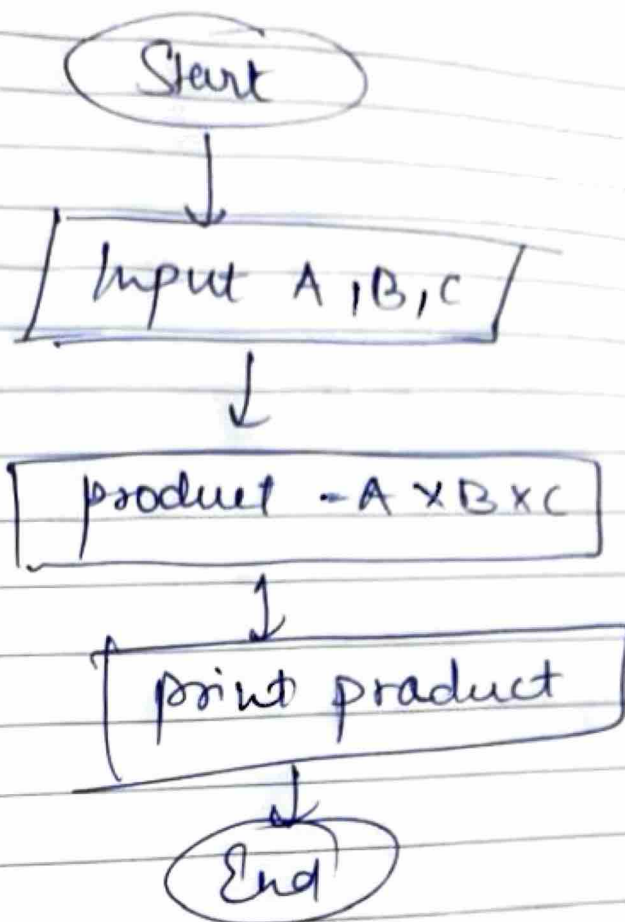 Start
Input A, B, C
product - A x B x C
print product
End